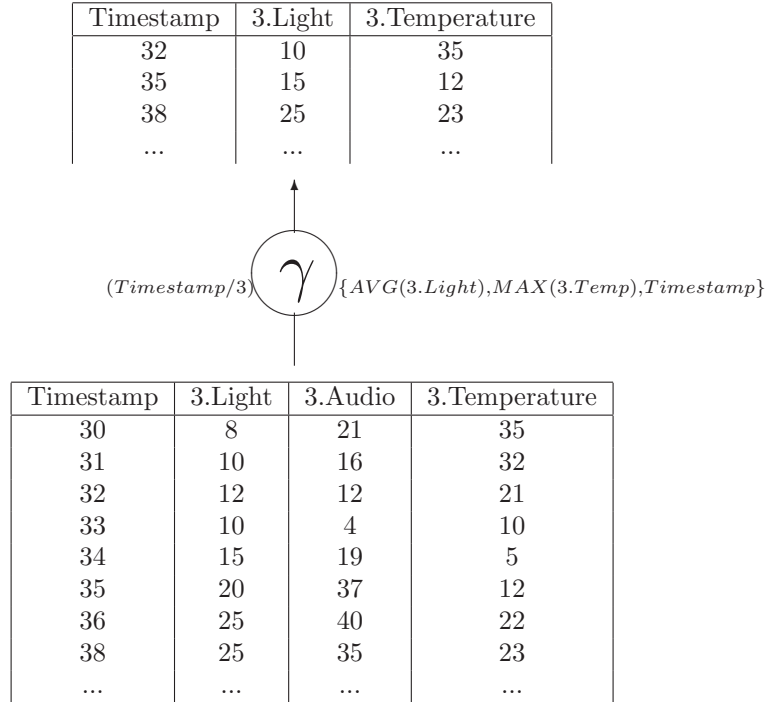 Timestamp 3.Light 3.Temperature
32 10 35
35 15 12
38 25 23
... ... ...
(Timestamp/3) γ {AVG(3.Light),MAX(3.Temp),Timestamp}
Timestamp 3.Light 3.Audio 3.Temperature
30 8 21 35
31 10 16 32
32 12 12 21
33 10 4 10
34 15 19 5
35 20 37 12
36 25 40 22
38 25 35 23
... ... ... ...